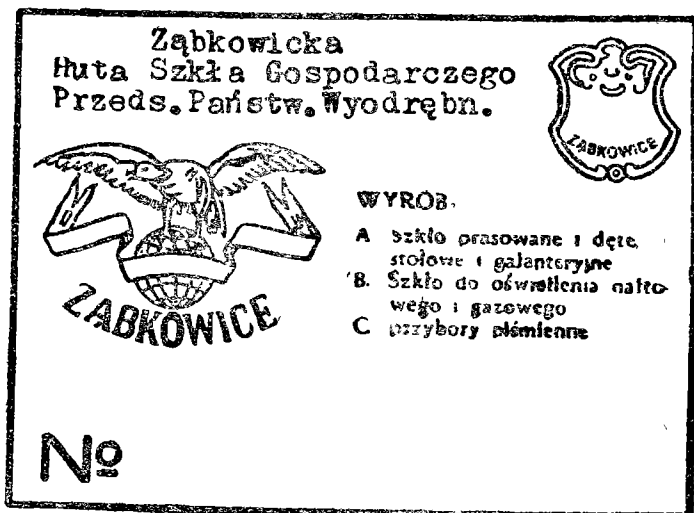 Ząbkowicka
Huta Szkła Gospodarczego
Przeds.Państw.Wyodrębn.
ZĄBKOWICE
ZĄBKOWICE
WYRÓB:
A szkło prasowane i dęte,
stołowe i galanteryjne
B. Szkło do oświetlenia nafto-
wego i gazowego
C przybory piśmienne
№